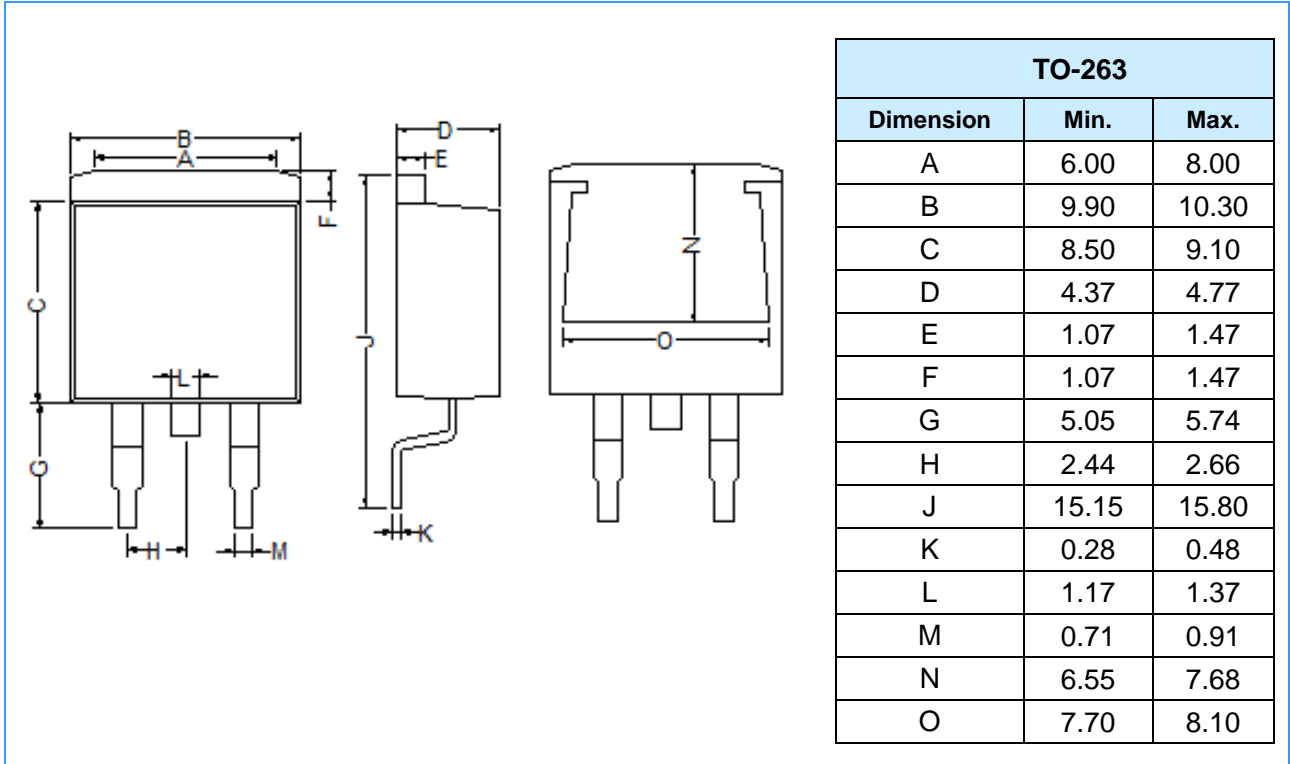 B
A
F
C
L
G
H
M
D
E
J
K
N
O
TO-263
Dimension Min. Max.
A 6.00 8.00
B 9.90 10.30
C 8.50 9.10
D 4.37 4.77
E 1.07 1.47
F 1.07 1.47
G 5.05 5.74
H 2.44 2.66
J 15.15 15.80
K 0.28 0.48
L 1.17 1.37
M 0.71 0.91
N 6.55 7.68
O 7.70 8.10